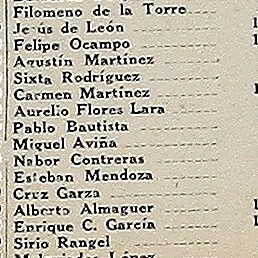 Filomeno de la Torre
Jesús de León
Felipe Ocampo
Agustín Martínez
Sixta Rodríguez
Carmen Martínez
Aurelio Flores Lara
Pablo Bautista
Miguel Aviña
Nabor Contreras
Esteban Mendoza
Cruz Garza
Alberto Almaguer
Enrique C. García
Sirio Rangel